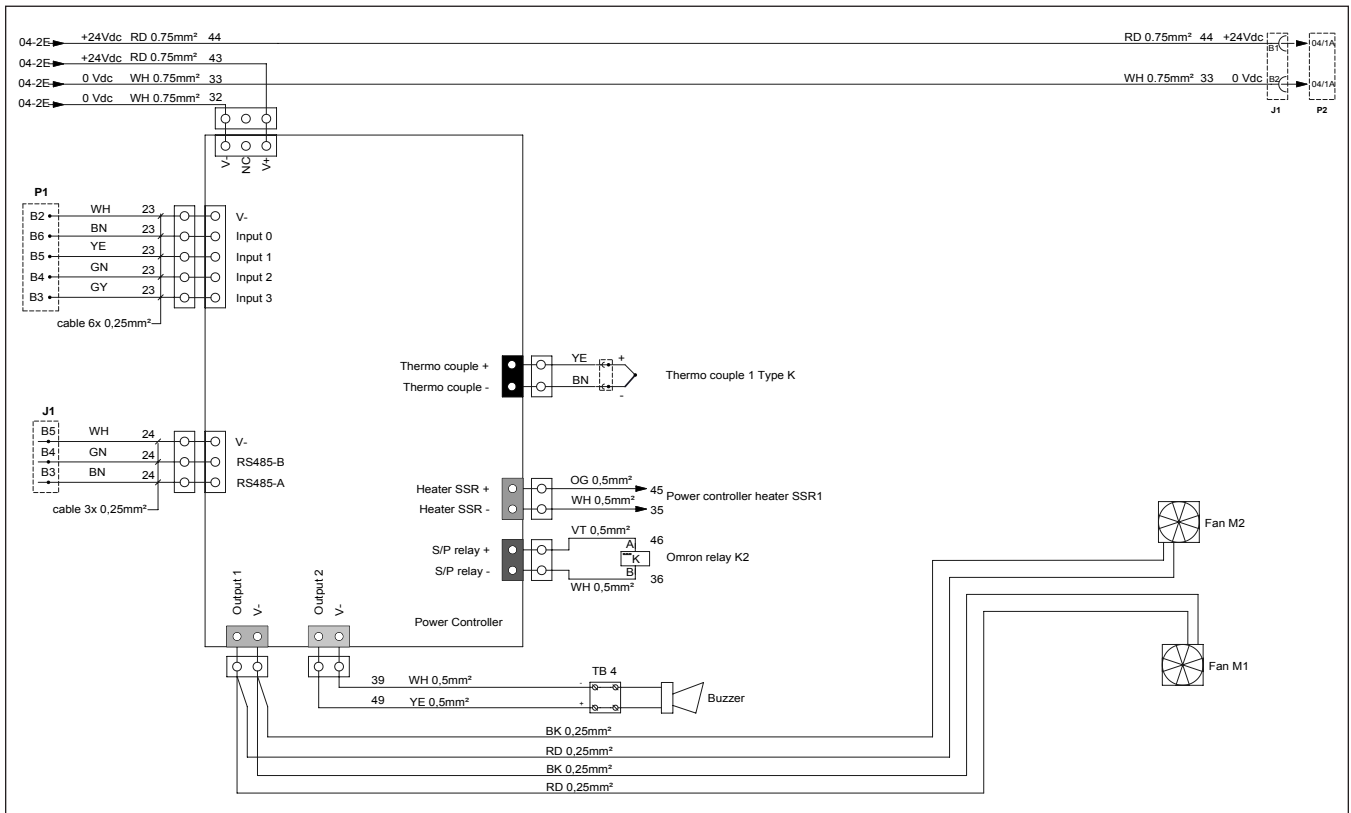 04-2E +24Vdc RD 0.75mm² 44 RD 0.75mm² 44 +24Vdc B1 04/1A
04-2E +24Vdc RD 0.75mm² 43
04-2E 0 Vdc WH 0.75mm² 33 WH 0.75mm² 33 0 Vdc B2 04/1A
04-2E 0 Vdc WH 0.75mm² 32
J1 P2
V- NC V+
P1
B2 WH 23 V-
B6 BN 23 Input 0
B5 YE 23 Input 1
B4 GN 23 Input 2
B3 GY 23 Input 3
cable 6x 0,25mm²
Thermo couple + YE +
Thermo couple 1 Type K
Thermo couple - BN -
J1
B5 WH 24 V-
B4 GN 24 RS485-B
B3 BN 24 RS485-A
cable 3x 0,25mm²
Heater SSR + OG 0,5mm² 45
Power controller heater SSR1
Heater SSR - WH 0,5mm² 35
VT 0,5mm² 46
S/P relay + A
K Omron relay K2
S/P relay - B 36
WH 0,5mm²
Fan M2
Output 1 V- Output 2 V-
Power Controller
Fan M1
TB 4
39 WH 0,5mm² -
Buzzer
49 YE 0,5mm² +
BK 0,25mm²
RD 0,25mm²
BK 0,25mm²
RD 0,25mm²